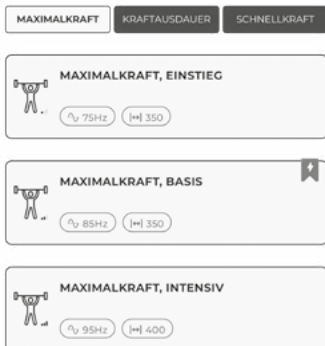 MAXIMALKRAFT KRAFTAUSDAUER SCHNELLKRAFT
MAXIMALKRAFT, EINSTIEG
75Hz 350
MAXIMALKRAFT, BASIS
85Hz 350
MAXIMALKRAFT, INTENSIV
95Hz 400